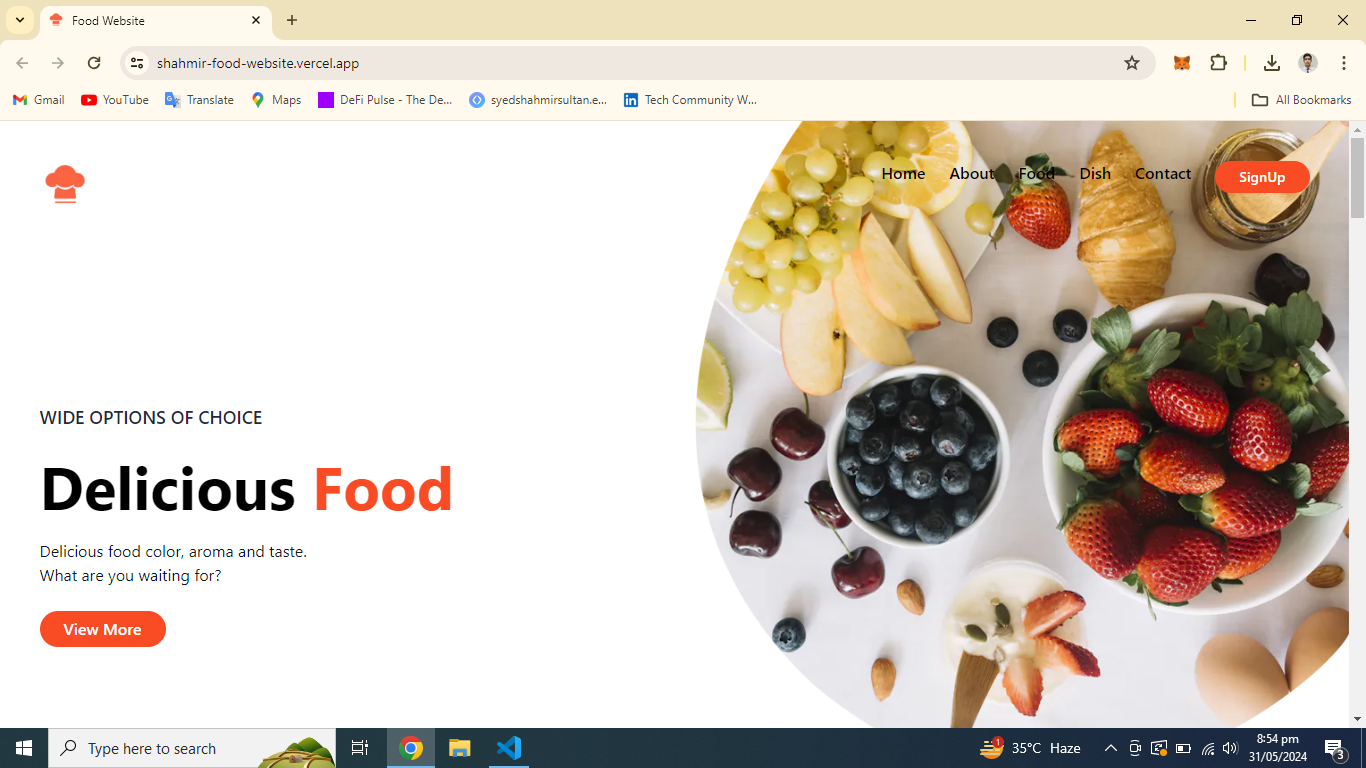 Food Website
shahmir-food-website.vercel.app
Gmail
YouTube
Translate
Maps
DeFi Pulse - The De...
syedshahmirsultan.e...
Tech Community W...
All Bookmarks
Home
About
Food
Dish
Contact
SignUp
WIDE OPTIONS OF CHOICE
Delicious Food
Delicious food color, aroma and taste.
What are you waiting for?
View More
Type here to search
1
35°C Haze
8:54 pm
31/05/2024
3